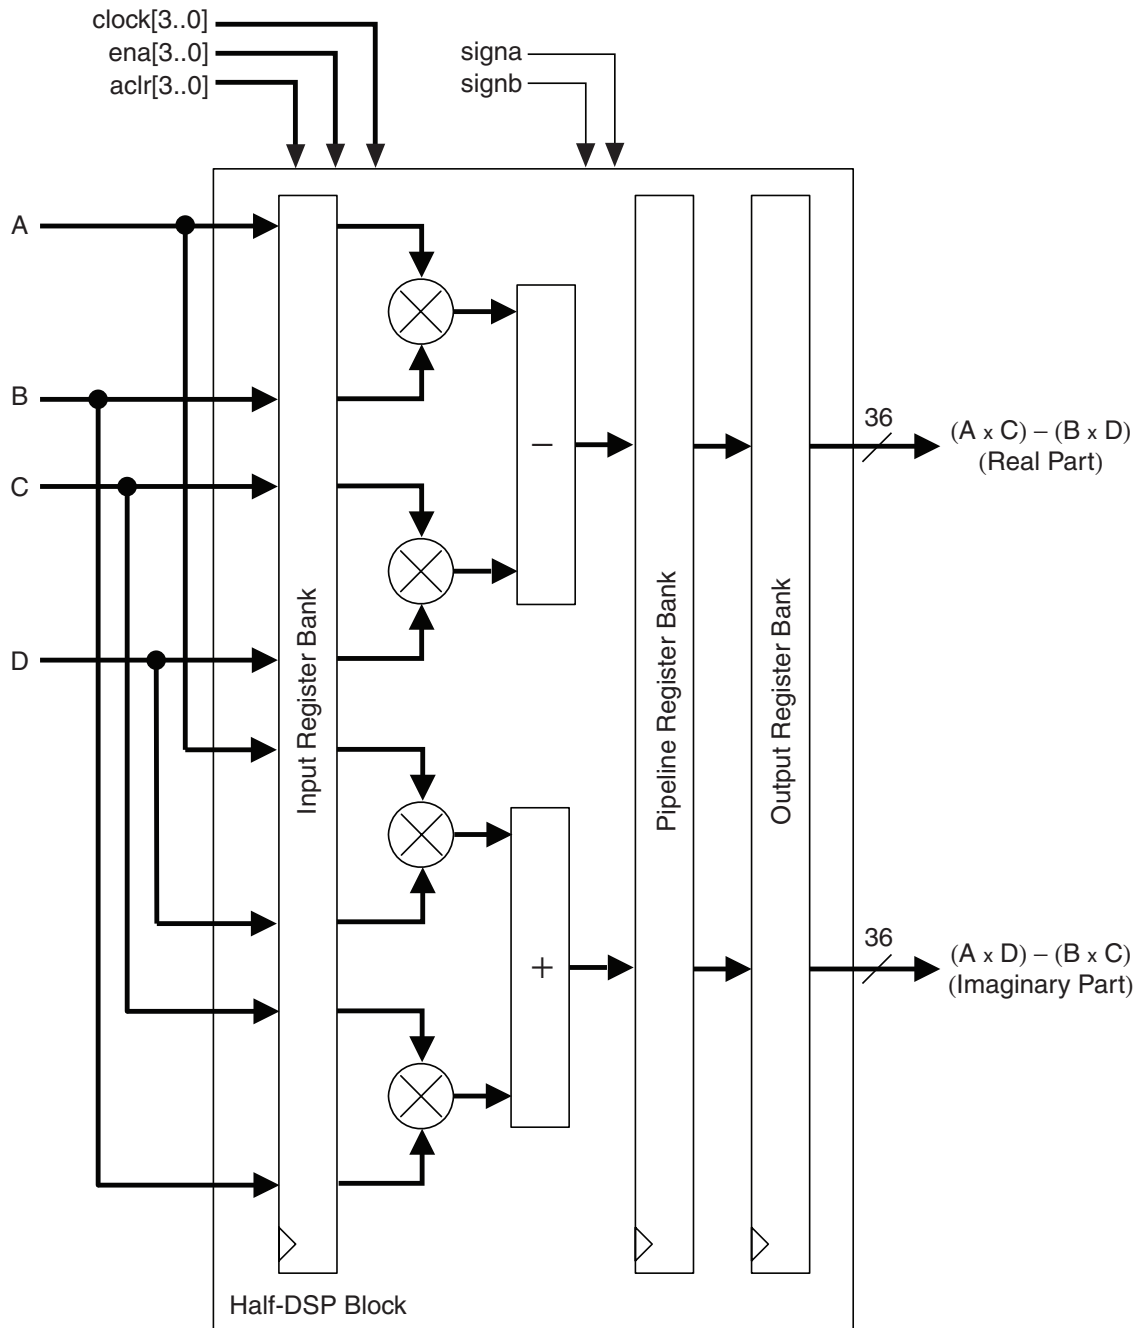 clock[3..0]
ena[3..0]
aclr[3..0]
signa
signb
A
B
C
D
Input Register Bank
−
+
Pipeline Register Bank
Output Register Bank
36
(A x C) − (B x D)
(Real Part)
36
(A x D) − (B x C)
(Imaginary Part)
Half-DSP Block